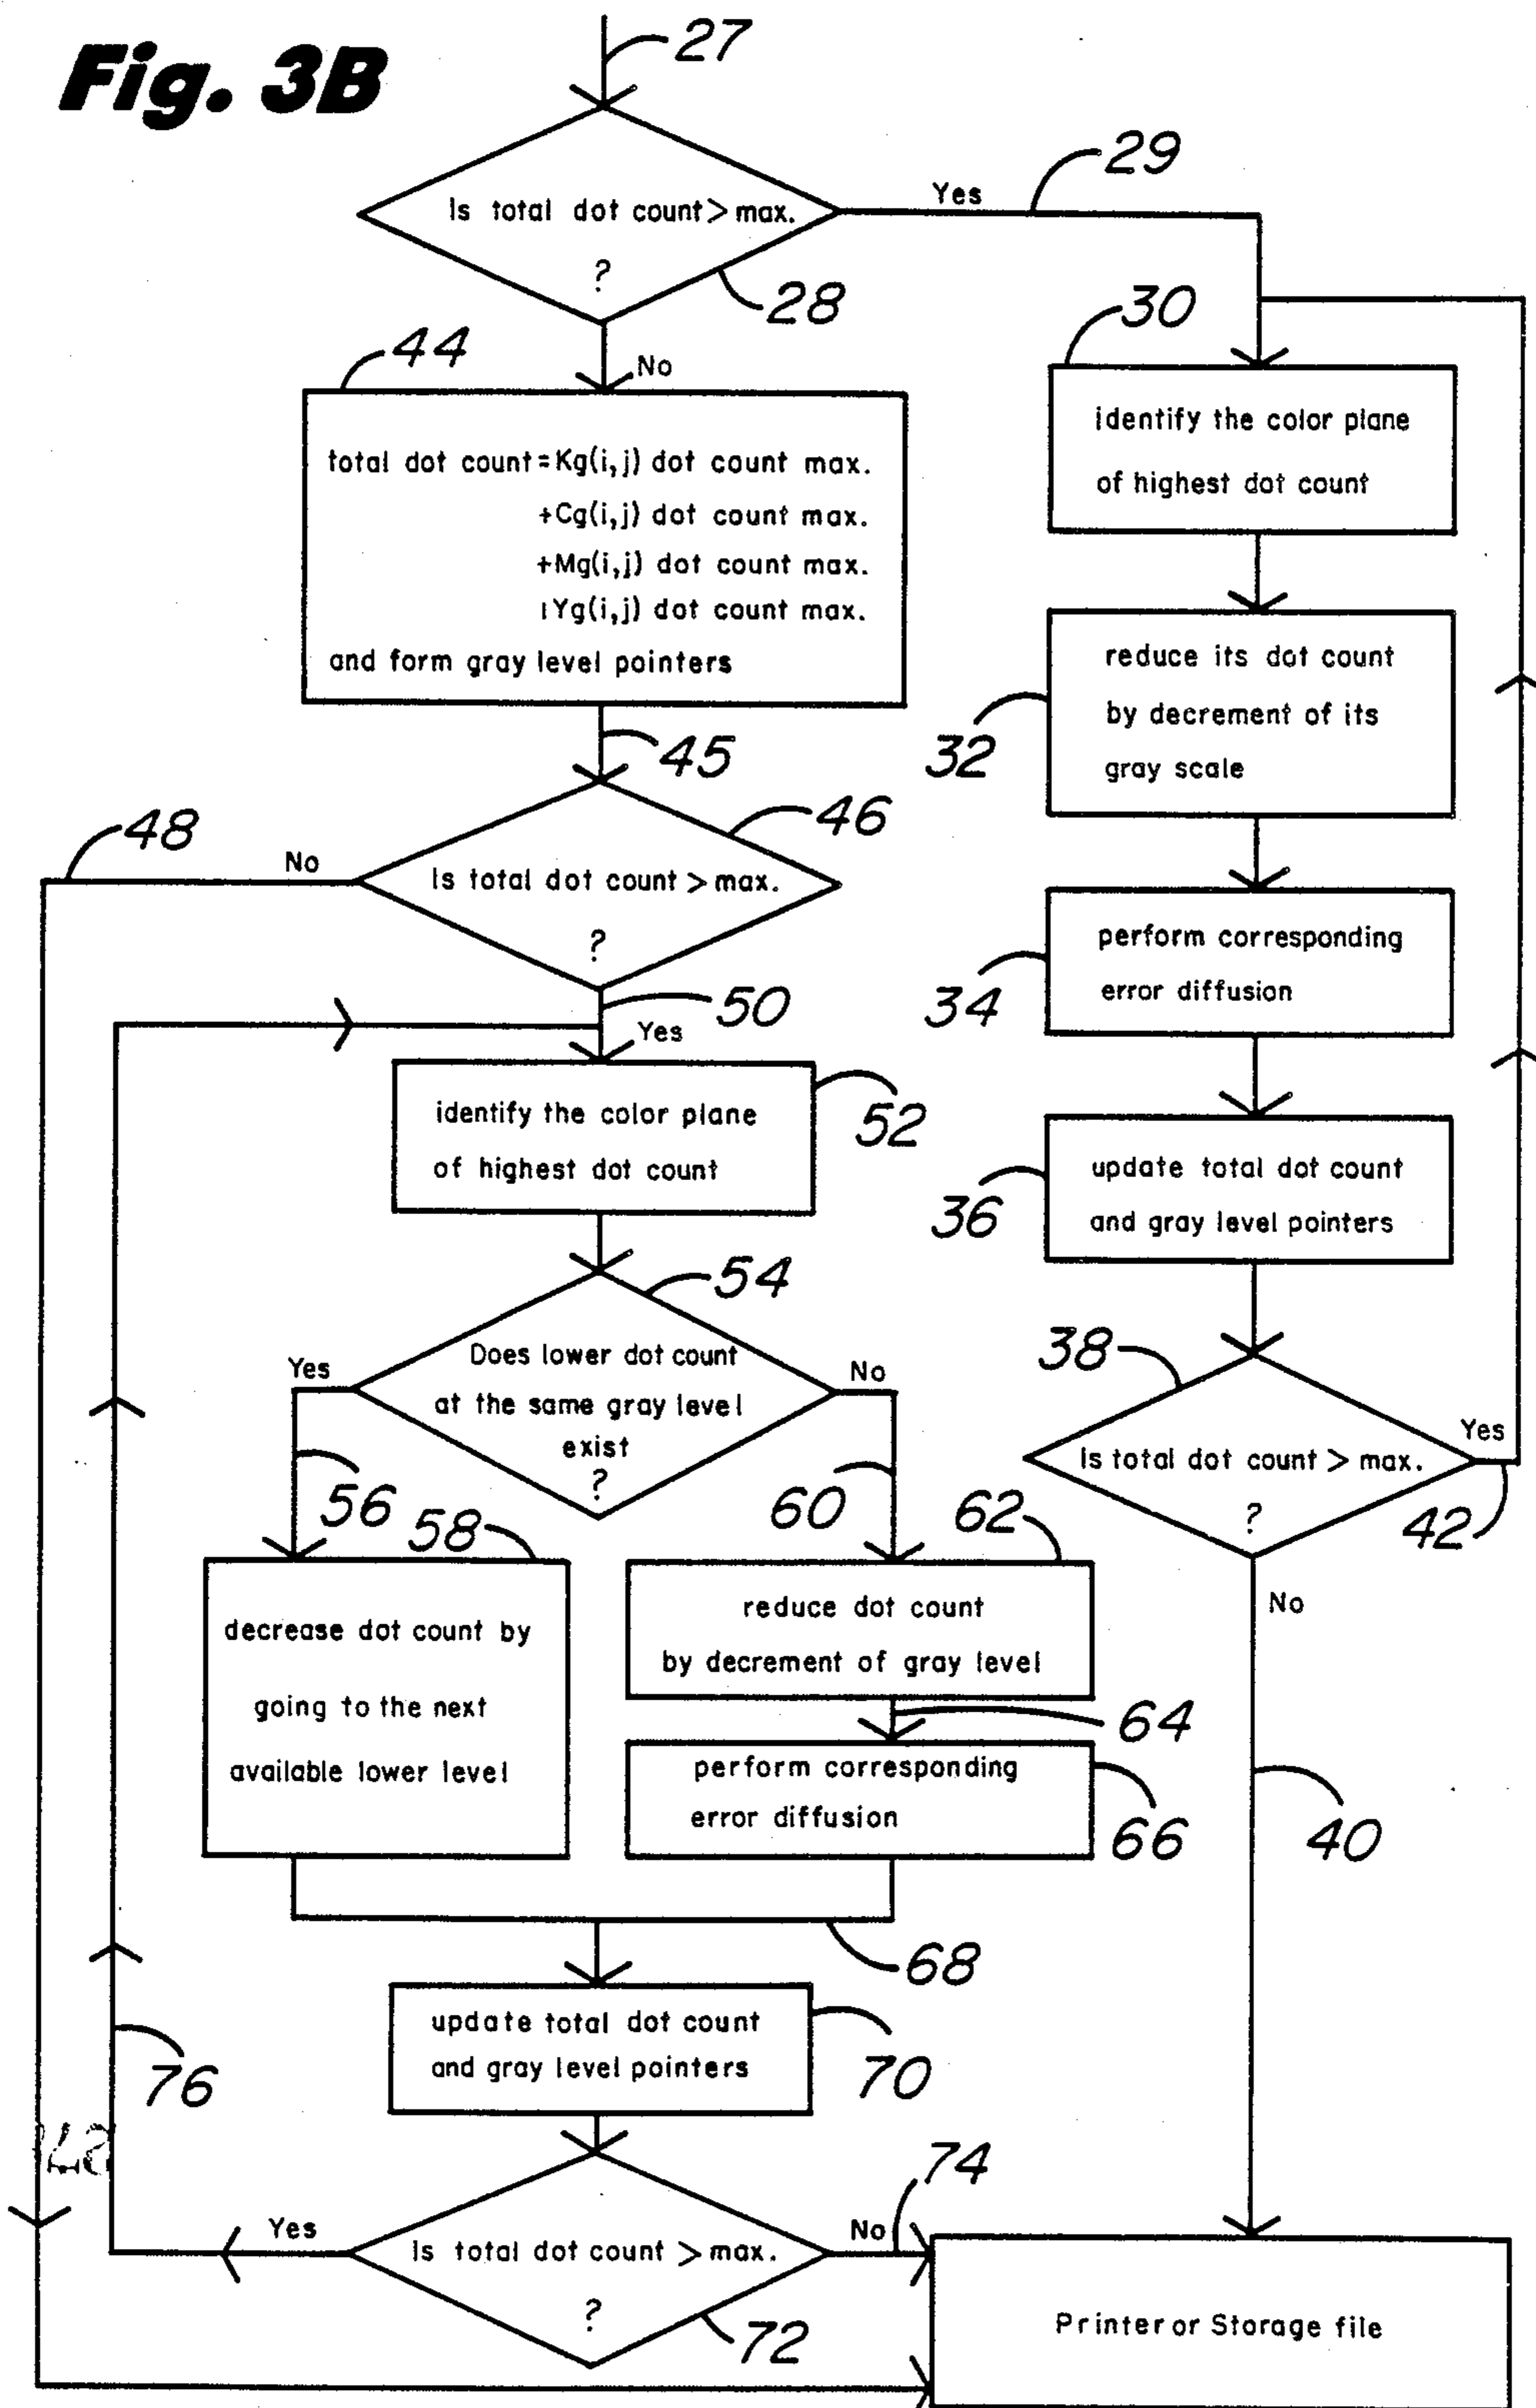 Fig. 3B
27
Is total dot count > max.
?
28
Yes
29
No
44
total dot count = Kg(i,j) dot count max.
+Cg(i,j) dot count max.
+Mg(i,j) dot count max.
ıYg(i,j) dot count max.
and form gray level pointers
45
30
identify the color plane
of highest dot count
32
reduce its dot count
by decrement of its
gray scale
46
48
No
Is total dot count > max.
?
50
Yes
34
perform corresponding
error diffusion
52
identify the color plane
of highest dot count
36
update total dot count
and gray level pointers
54
Yes
Does lower dot count
at the same gray level
exist
?
No
38
Is total dot count > max.
?
Yes
42
No
40
56
58
decrease dot count by
going to the next
available lower level
60
62
reduce dot count
by decrement of gray level
64
perform corresponding
error diffusion
66
68
update total dot count
and gray level pointers
70
76
74
Yes
Is total dot count > max.
?
No
72
Printer or Storage file